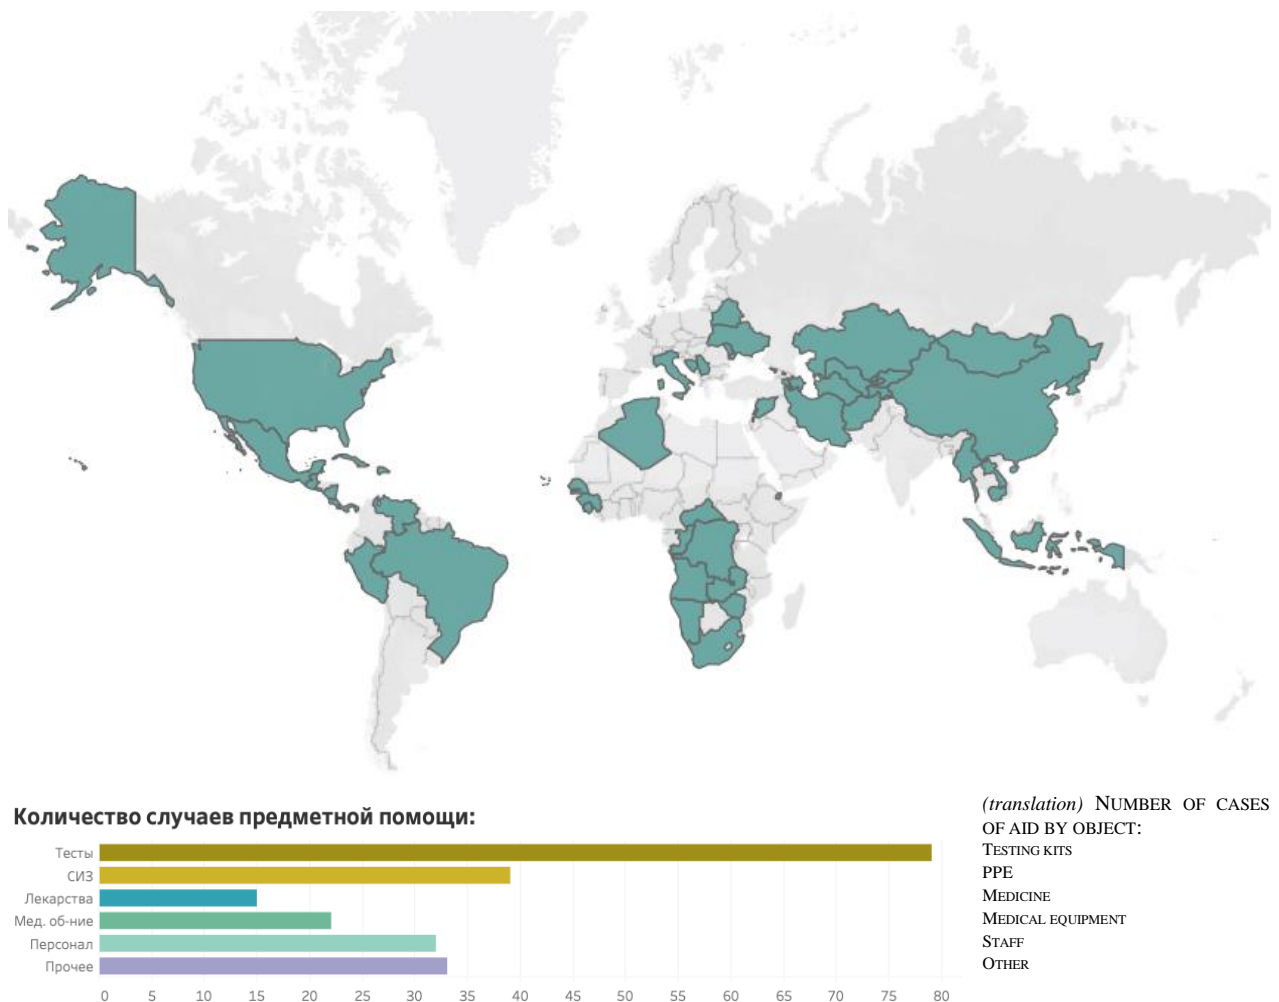 Количество случаев предметной помощи:
(translation) NUMBER OF CASES
OF AID BY OBJECT:
Тесты
TESTING KITS
СИЗ
PPE
Лекарства
MEDICINE
Мед. об-ние
MEDICAL EQUIPMENT
Персонал
STAFF
Прочее
OTHER
0 5 10 15 20 25 30 35 40 45 50 55 60 65 70 75 80